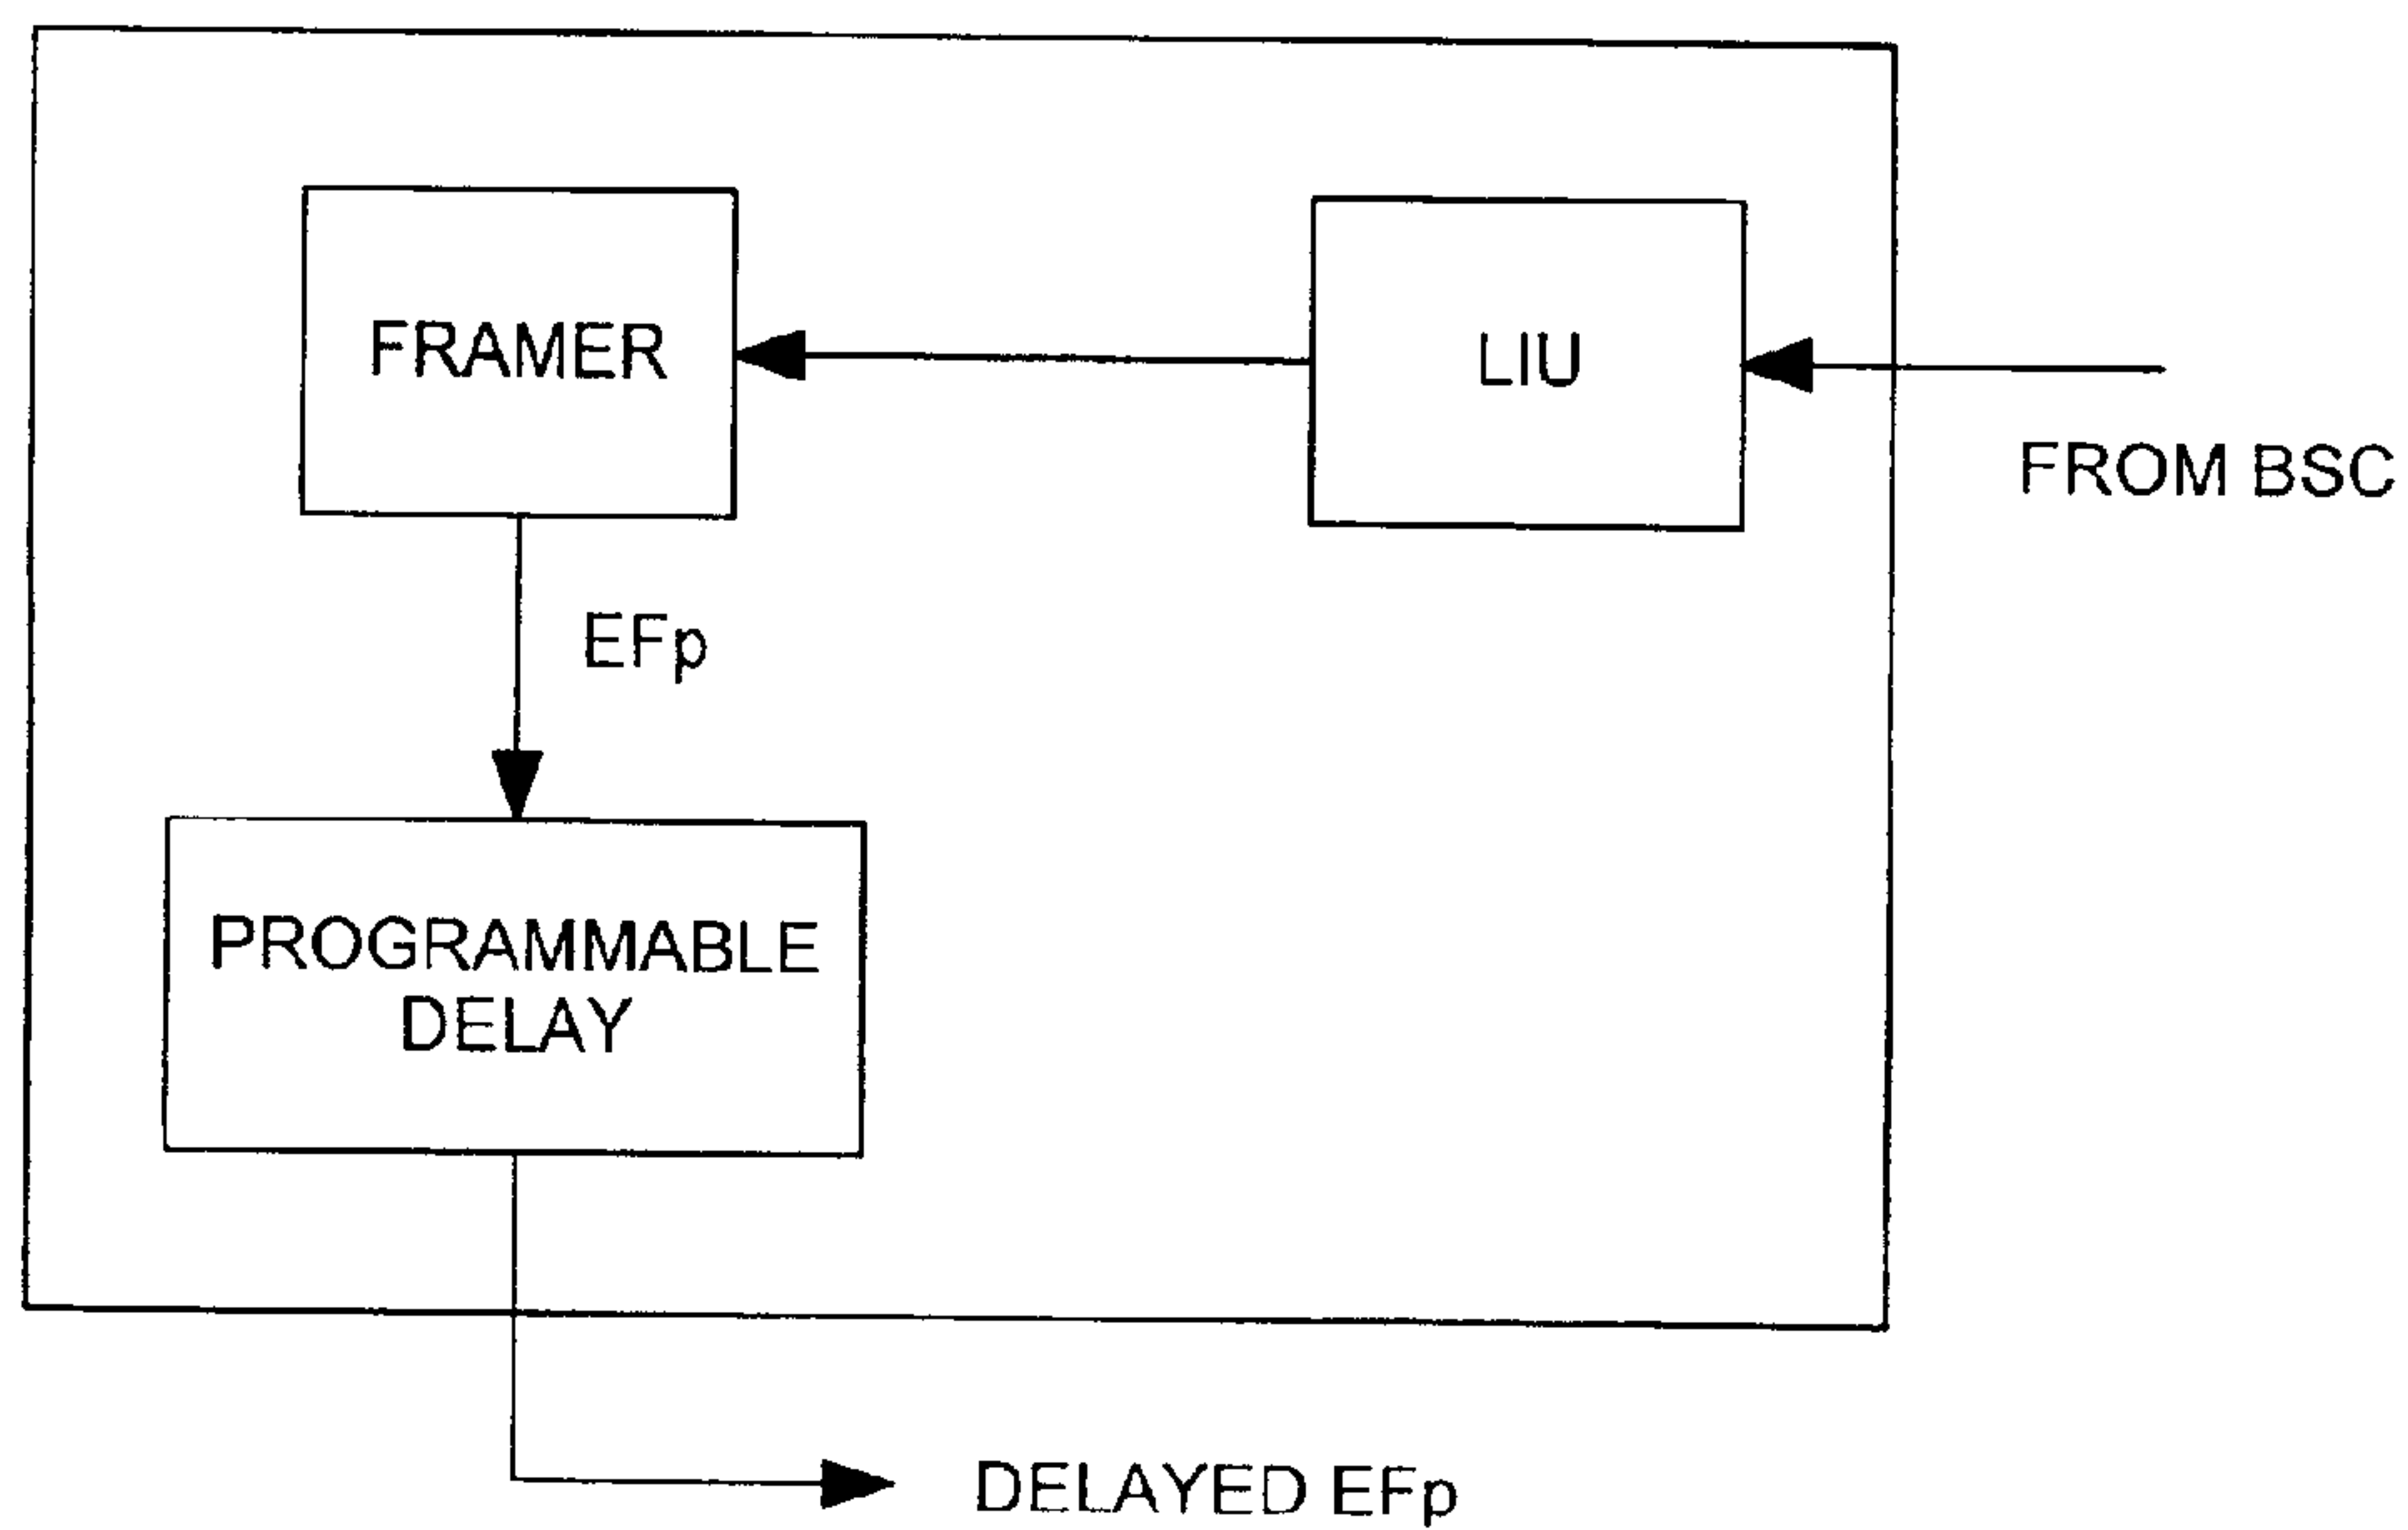 FRAMER
LIU
FROM BSC
EFp
PROGRAMMABLE
DELAY
DELAYED EFp